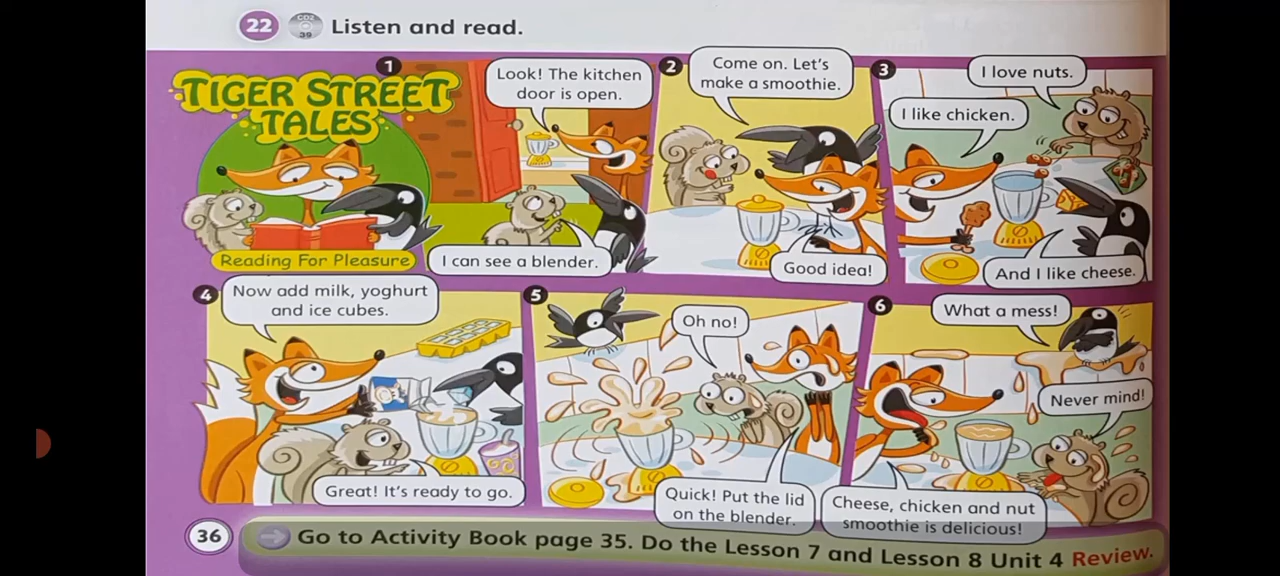 22 CD2 39 Listen and read.
TIGER STREET
TALES
Reading For Pleasure
1
Look! The kitchen
door is open.
I can see a blender.
2
Come on. Let's
make a smoothie.
Good idea!
3
I love nuts.
I like chicken.
And I like cheese.
4
Now add milk, yoghurt
and ice cubes.
Great! It's ready to go.
5
Oh no!
Quick! Put the lid
on the blender.
6
What a mess!
Never mind!
Cheese, chicken and nut
smoothie is delicious!
36
Go to Activity Book page 35. Do the Lesson 7 and Lesson 8 Unit 4 Review.